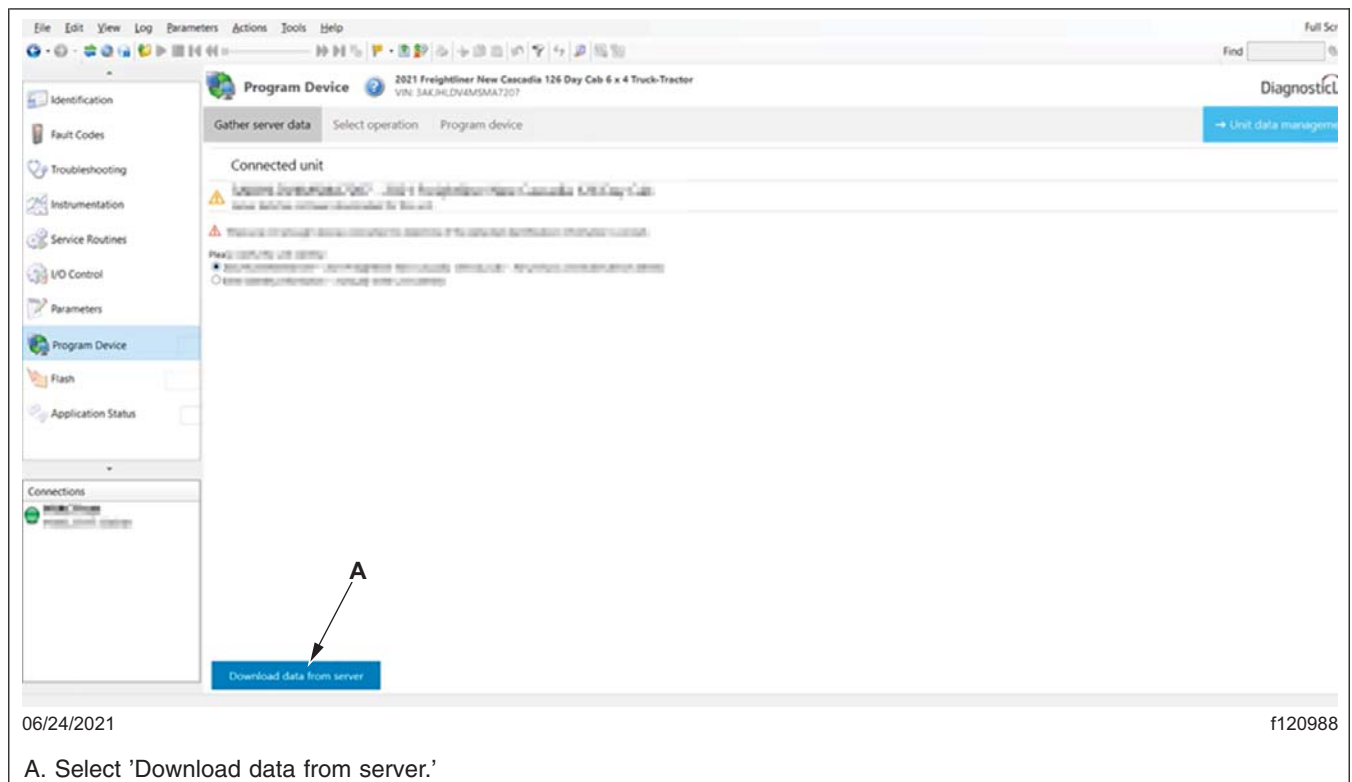 File Edit View Log Parameters Actions Tools Help Full Scr
Find
Identification
Fault Codes
Troubleshooting
Instrumentation
Service Routines
I/O Control
Parameters
Program Device
Flash
Application Status
Connections
Program Device 2021 Freightliner New Cascadia 126 Day Cab 6 x 4 Truck-Tractor
VIN: 3AKJHLDV4MSMA7207
DiagnosticL
Gather server data Select operation Program device → Unit data manageme
Connected unit
A
Download data from server
06/24/2021 f120988
A. Select ’Download data from server.’